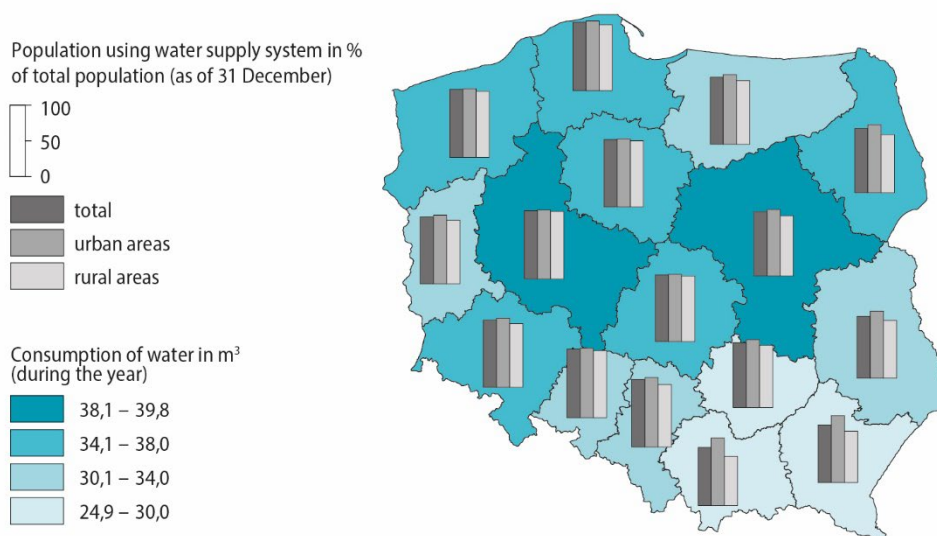 Population using water supply system in %
of total population (as of 31 December)
100
50
0
total
urban areas
rural areas
Consumption of water in m³
(during the year)
38,1 – 39,8
34,1 – 38,0
30,1 – 34,0
24,9 – 30,0